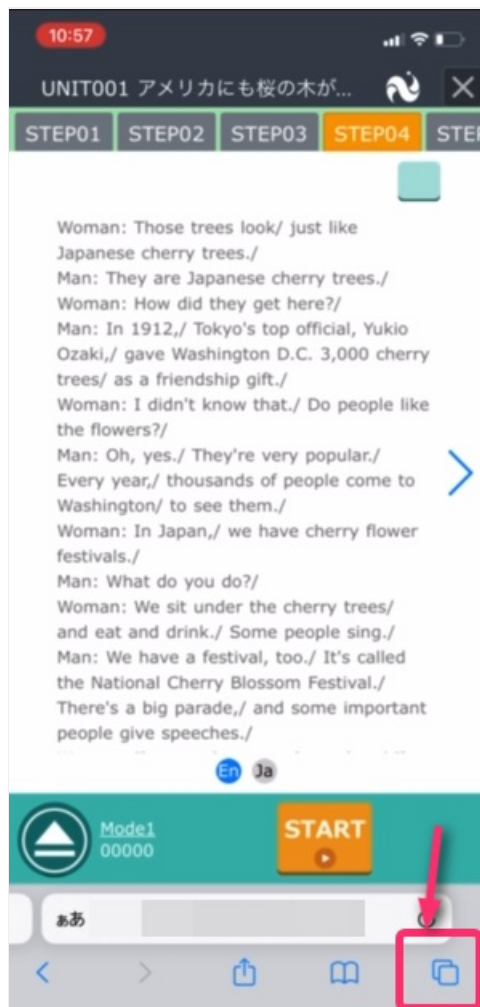 10:57
UNIT001 アメリカにも桜の木が...
STEP01 STEP02 STEP03 STEP04 STE
Woman: Those trees look/ just like
Japanese cherry trees./
Man: They are Japanese cherry trees./
Woman: How did they get here?/
Man: In 1912,/ Tokyo's top official, Yukio
Ozaki,/ gave Washington D.C. 3,000 cherry
trees/ as a friendship gift./
Woman: I didn't know that./ Do people like
the flowers?/
Man: Oh, yes./ They're very popular./
Every year,/ thousands of people come to
Washington/ to see them./
Woman: In Japan,/ we have cherry flower
festivals./
Man: What do you do?/
Woman: We sit under the cherry trees/
and eat and drink./ Some people sing./
Man: We have a festival, too./ It's called
the National Cherry Blossom Festival./
There's a big parade,/ and some important
people give speeches./
En Ja
Mode1
00000
START
ぁあ